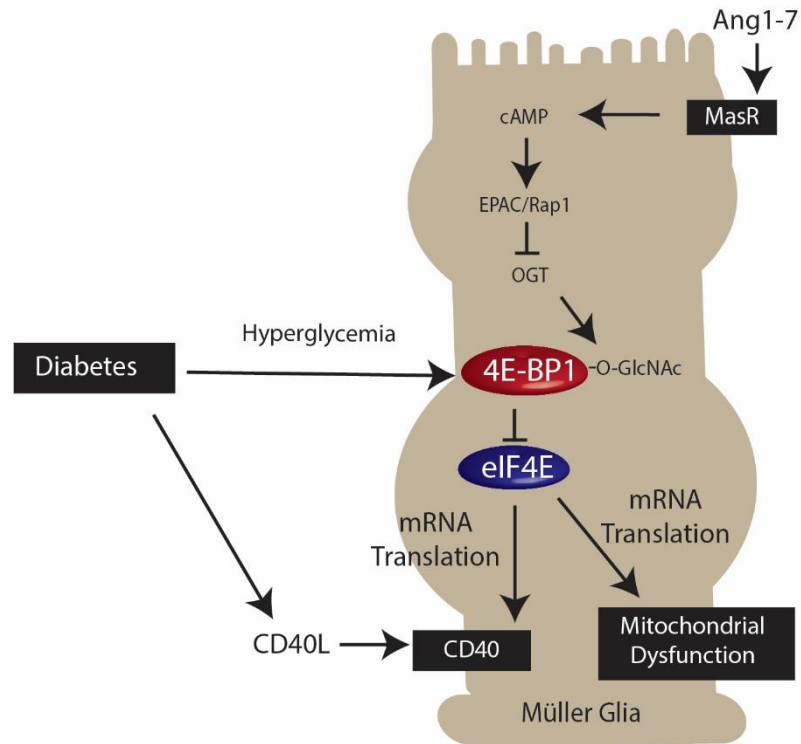 Ang1-7
MasR
cAMP
EPAC/Rap1
OGT
Hyperglycemia
Diabetes
4E-BP1
-O-GlcNAc
eIF4E
mRNA
Translation
mRNA
Translation
CD40L
CD40
Mitochondrial
Dysfunction
Müller Glia